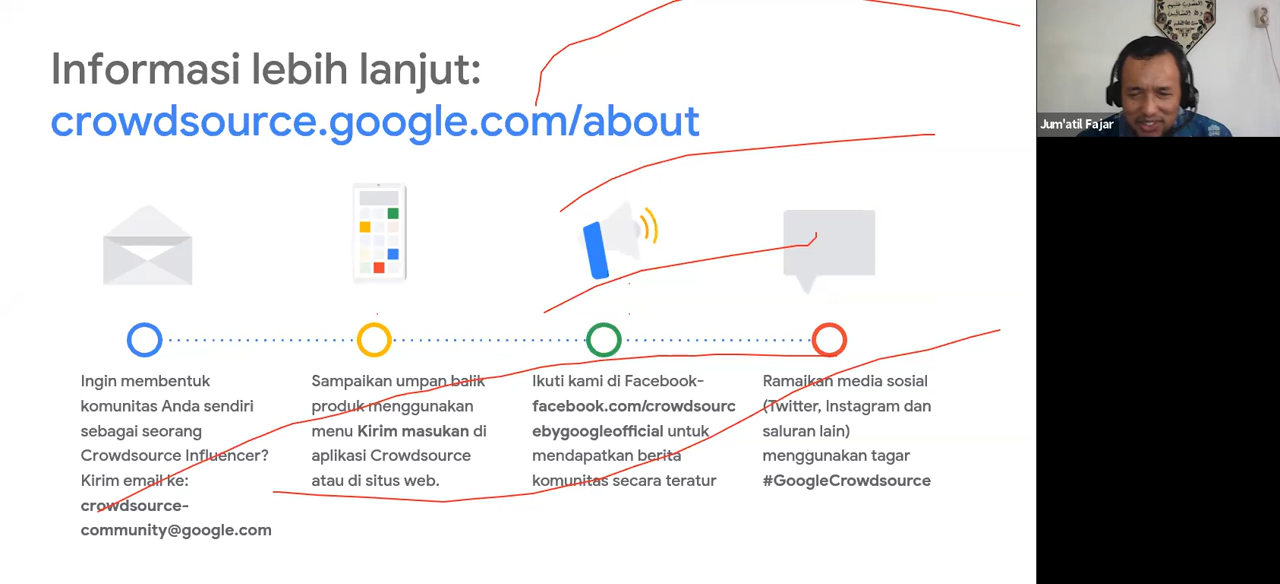 Informasi lebih lanjut:
crowdsource.google.com/about
Ingin membentuk
komunitas Anda sendiri
sebagai seorang
Crowdsource Influencer?
Kirim email ke:
crowdsource-
community@google.com
Sampaikan umpan balik
produk menggunakan
menu Kirim masukan di
aplikasi Crowdsource
atau di situs web.
Ikuti kami di Facebook-
facebook.com/crowdsourc
ebygoogleofficial untuk
mendapatkan berita
komunitas secara teratur
Ramaikan media sosial
(Twitter, Instagram dan
saluran lain)
menggunakan tagar
#GoogleCrowdsource
Jum'atil Fajar